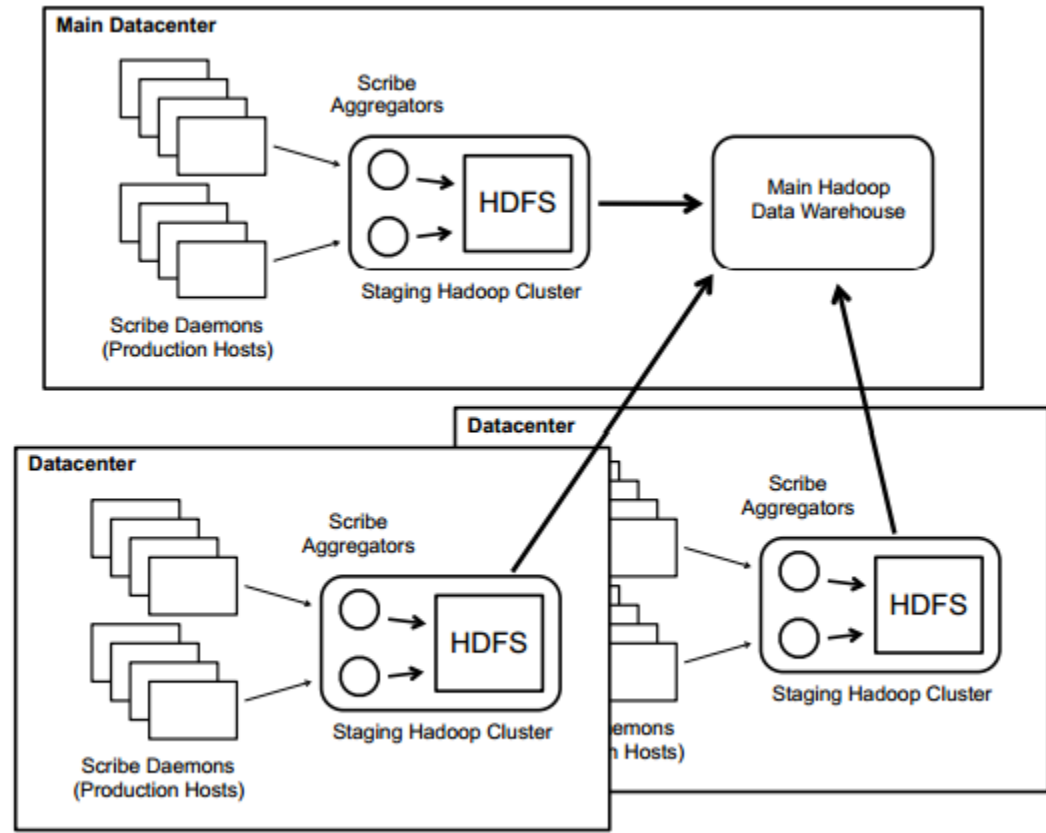 Main Datacenter
Scribe
Aggregators
HDFS
Main Hadoop
Data Warehouse
Staging Hadoop Cluster
Scribe Daemons
(Production Hosts)
Datacenter
Scribe
Aggregators
HDFS
Staging Hadoop Cluster
Scribe Daemons
(Production Hosts)
Datacenter
Scribe
Aggregators
HDFS
Staging Hadoop Cluster
Hosts)